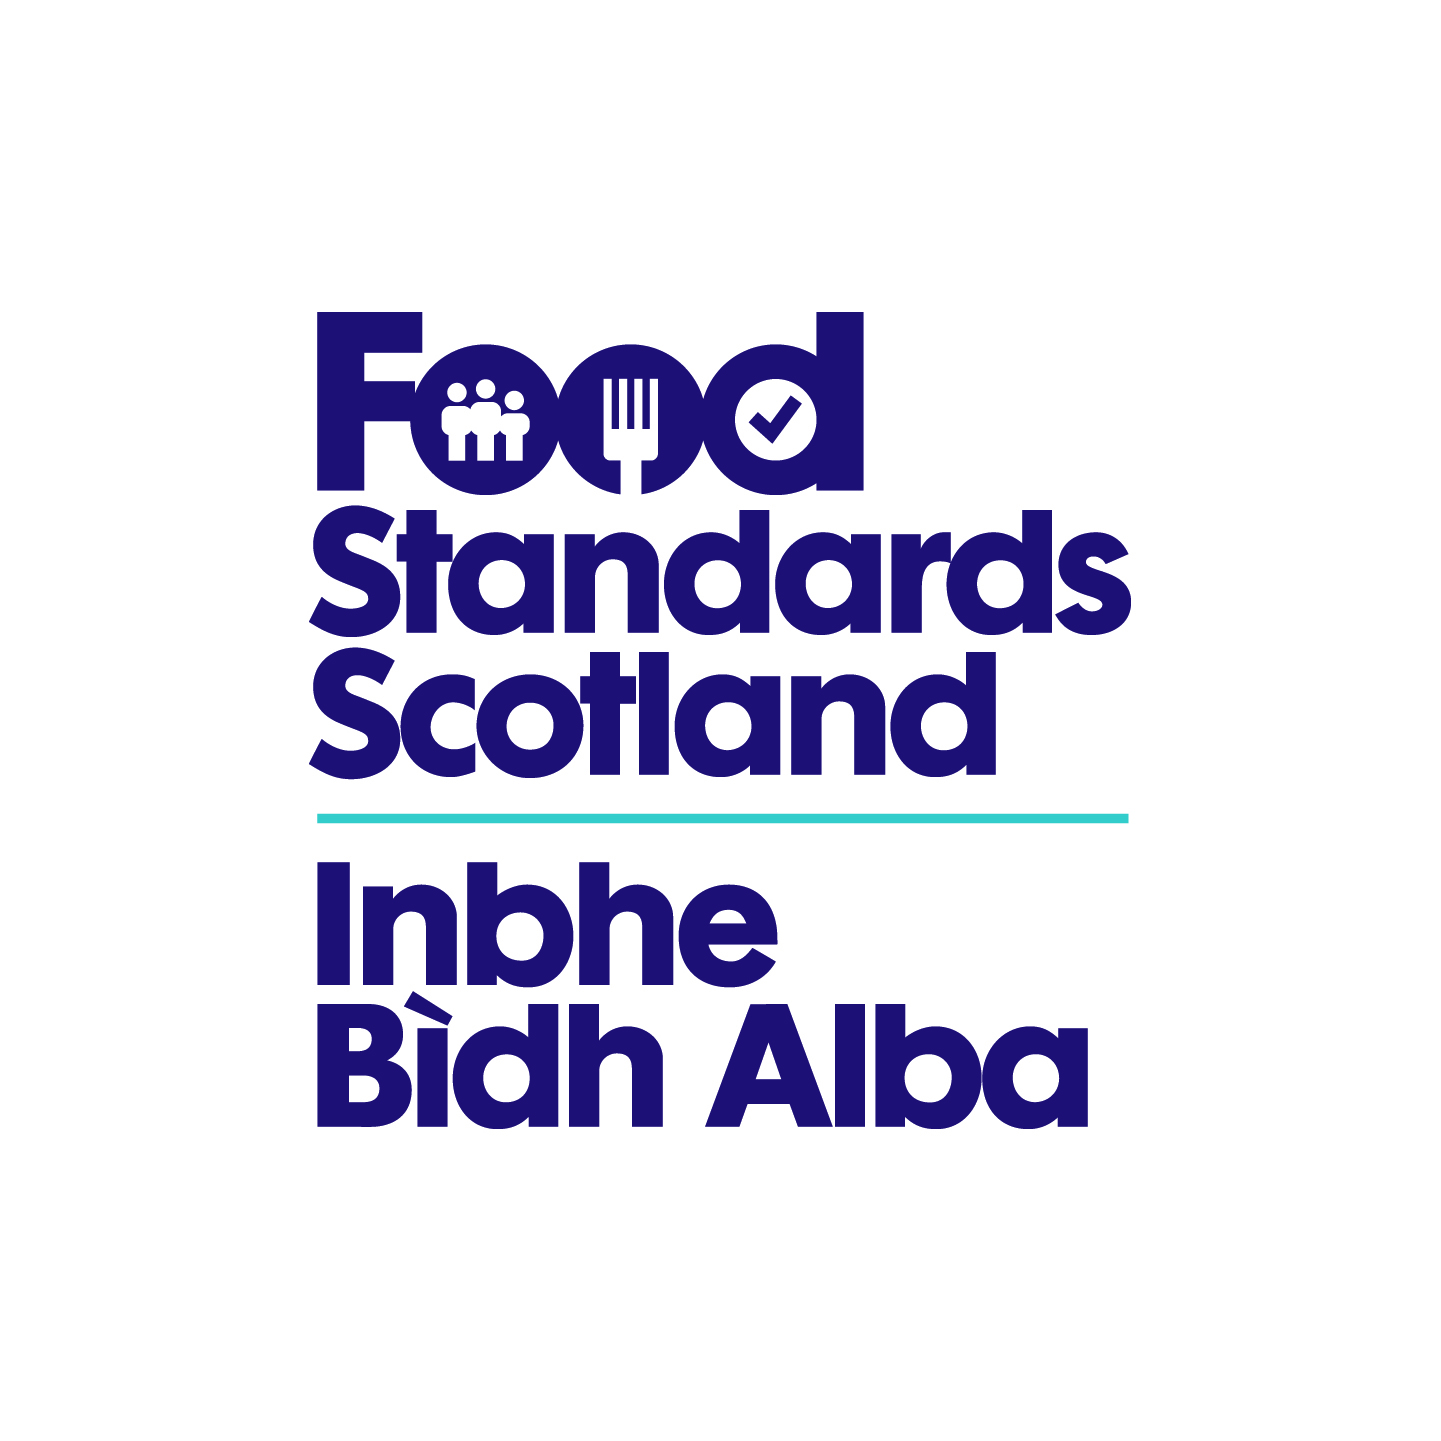 Food
Standards
Scotland
Inbhe
Bìdh Alba